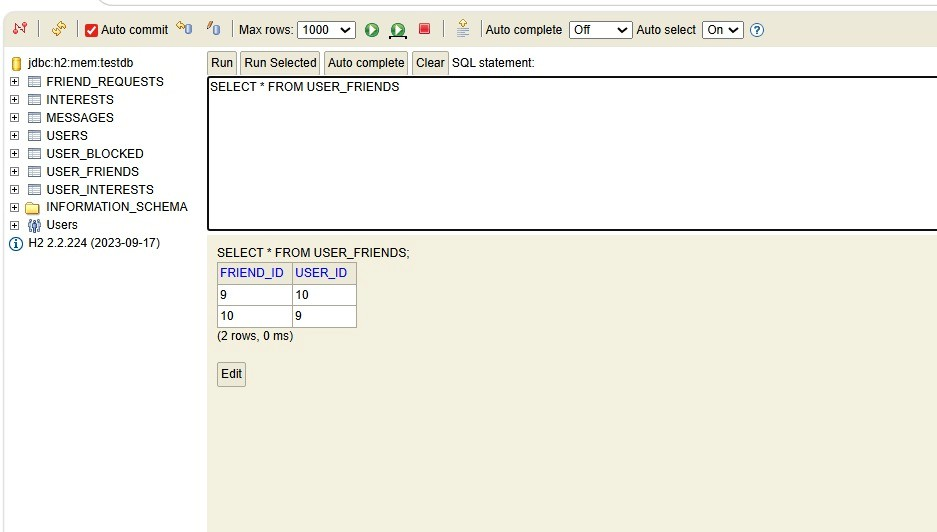 Auto commit Max rows: 1000 Auto complete Off Auto select On ?
jdbc:h2:mem:testdb
FRIEND_REQUESTS
INTERESTS
MESSAGES
USERS
USER_BLOCKED
USER_FRIENDS
USER_INTERESTS
INFORMATION_SCHEMA
Users
H2 2.2.224 (2023-09-17)
Run Run Selected Auto complete Clear SQL statement:
SELECT * FROM USER_FRIENDS
SELECT * FROM USER_FRIENDS;
FRIEND_ID USER_ID
9 10
10 9
(2 rows, 0 ms)
Edit